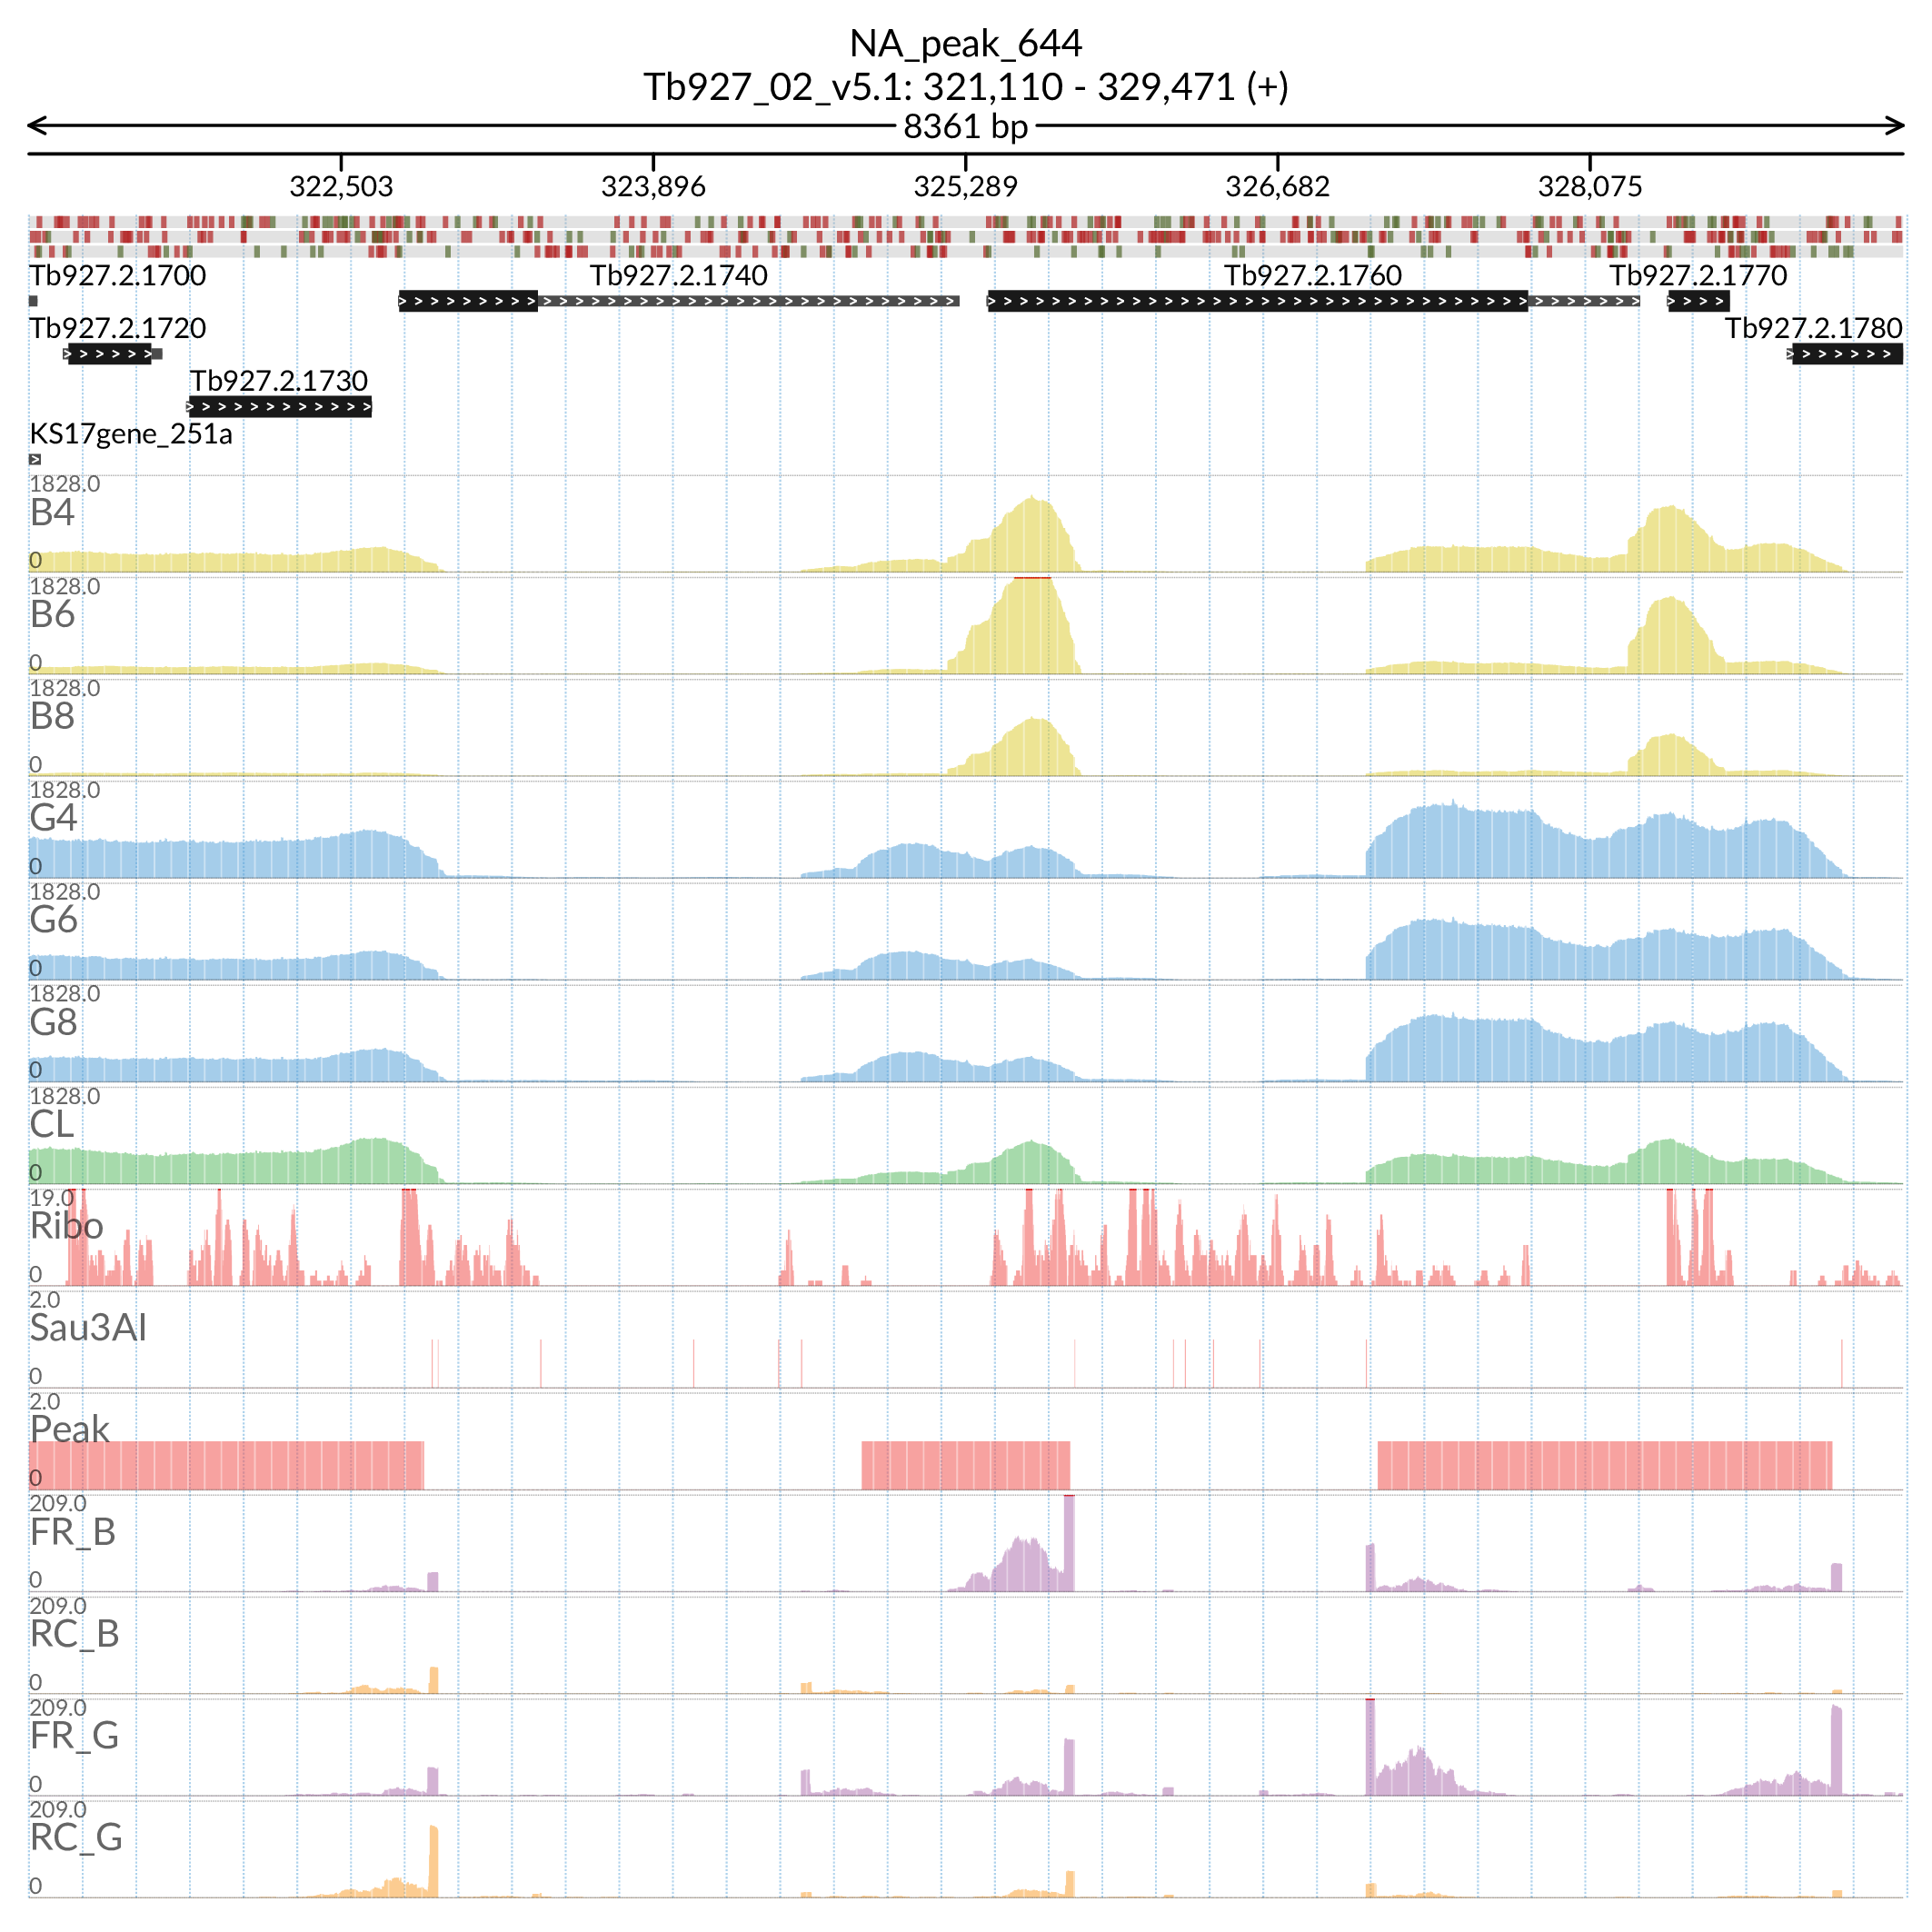 NA_peak_644
Tb927_02_v5.1: 321,110 - 329,471 (+)
8361 bp
322,503 323,896 325,289 326,682 328,075
Tb927.2.1700 Tb927.2.1740 Tb927.2.1760 Tb927.2.1770
Tb927.2.1720 Tb927.2.1780
Tb927.2.1730
KS17gene_251a
1828.0
B4
0
1828.0
B6
0
1828.0
B8
0
1828.0
G4
0
1828.0
G6
0
1828.0
G8
0
1828.0
CL
0
19.0
Ribo
0
2.0
Sau3AI
0
2.0
Peak
0
209.0
FR_B
0
209.0
RC_B
0
209.0
FR_G
0
209.0
RC_G
0